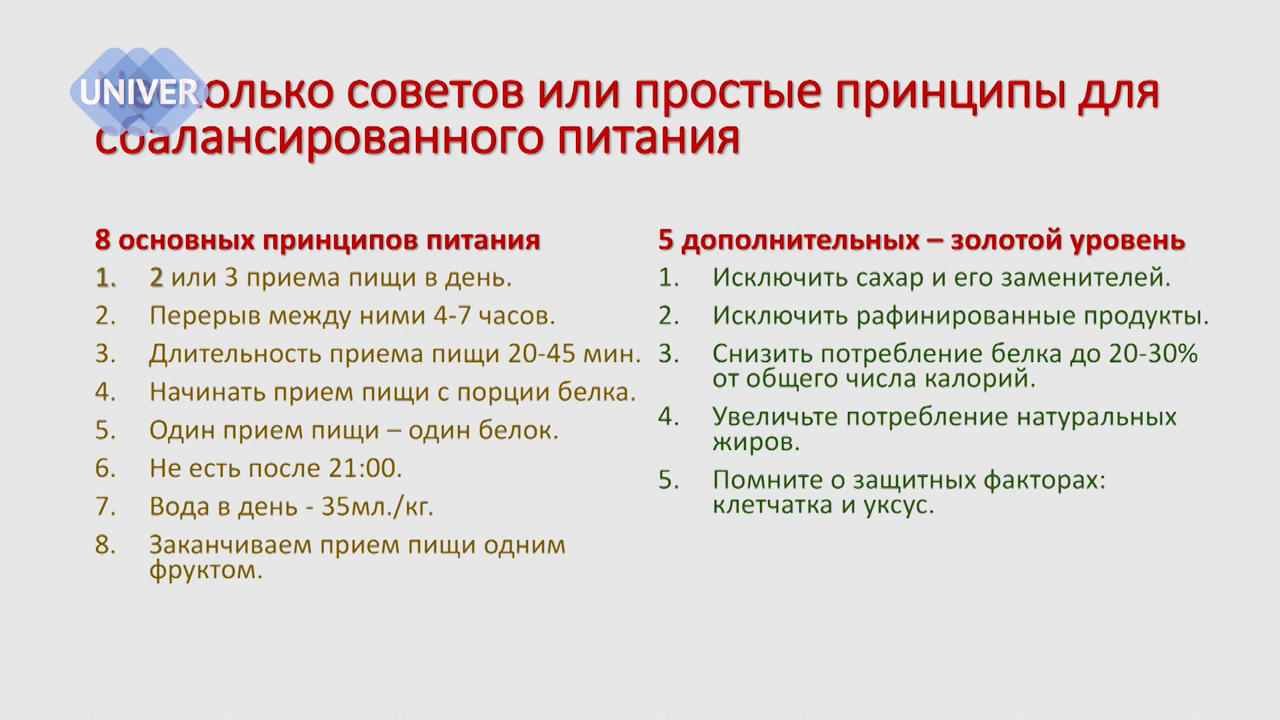 UNIVER
Несколько советов или простые принципы для
сбалансированного питания
8 основных принципов питания
1. 2 или 3 приема пищи в день.
2. Перерыв между ними 4-7 часов.
3. Длительность приема пищи 20-45 мин.
4. Начинать прием пищи с порции белка.
5. Один прием пищи – один белок.
6. Не есть после 21:00.
7. Вода в день - 35мл./кг.
8. Заканчиваем прием пищи одним
фруктом.
5 дополнительных – золотой уровень
1. Исключить сахар и его заменителей.
2. Исключить рафинированные продукты.
3. Снизить потребление белка до 20-30%
от общего числа калорий.
4. Увеличьте потребление натуральных
жиров.
5. Помните о защитных факторах:
клетчатка и уксус.